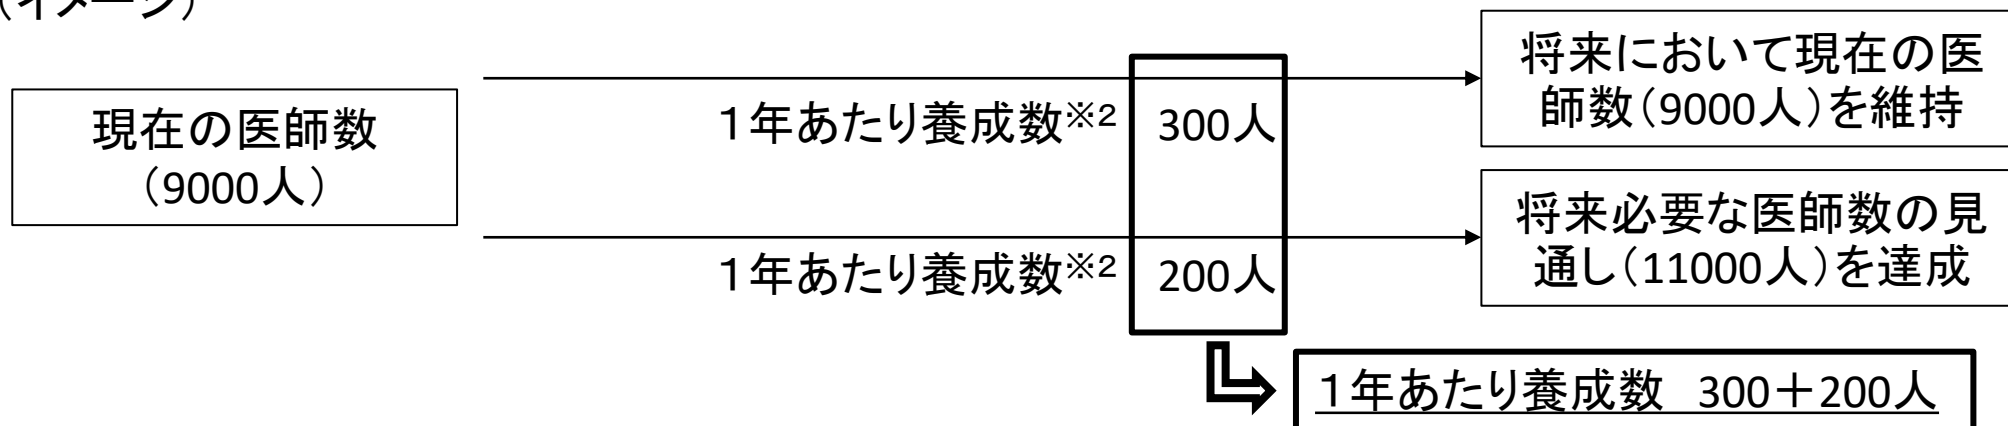 （イメージ）
現在の医師数
（9000人）
１年あたり養成数※2 300人
１年あたり養成数※2 200人
将来において現在の医
師数（9000人）を維持
将来必要な医師数の見
通し（11000人）を達成
１年あたり養成数　300＋200人